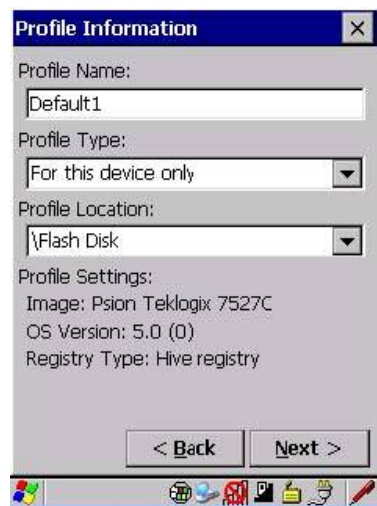 Profile Information
Profile Name:
Default1
Profile Type:
For this device only
Profile Location:
\Flash Disk
Profile Settings:
Image: Psion Teklogix 7527C
OS Version: 5.0 (0)
Registry Type: Hive registry
< Back Next >